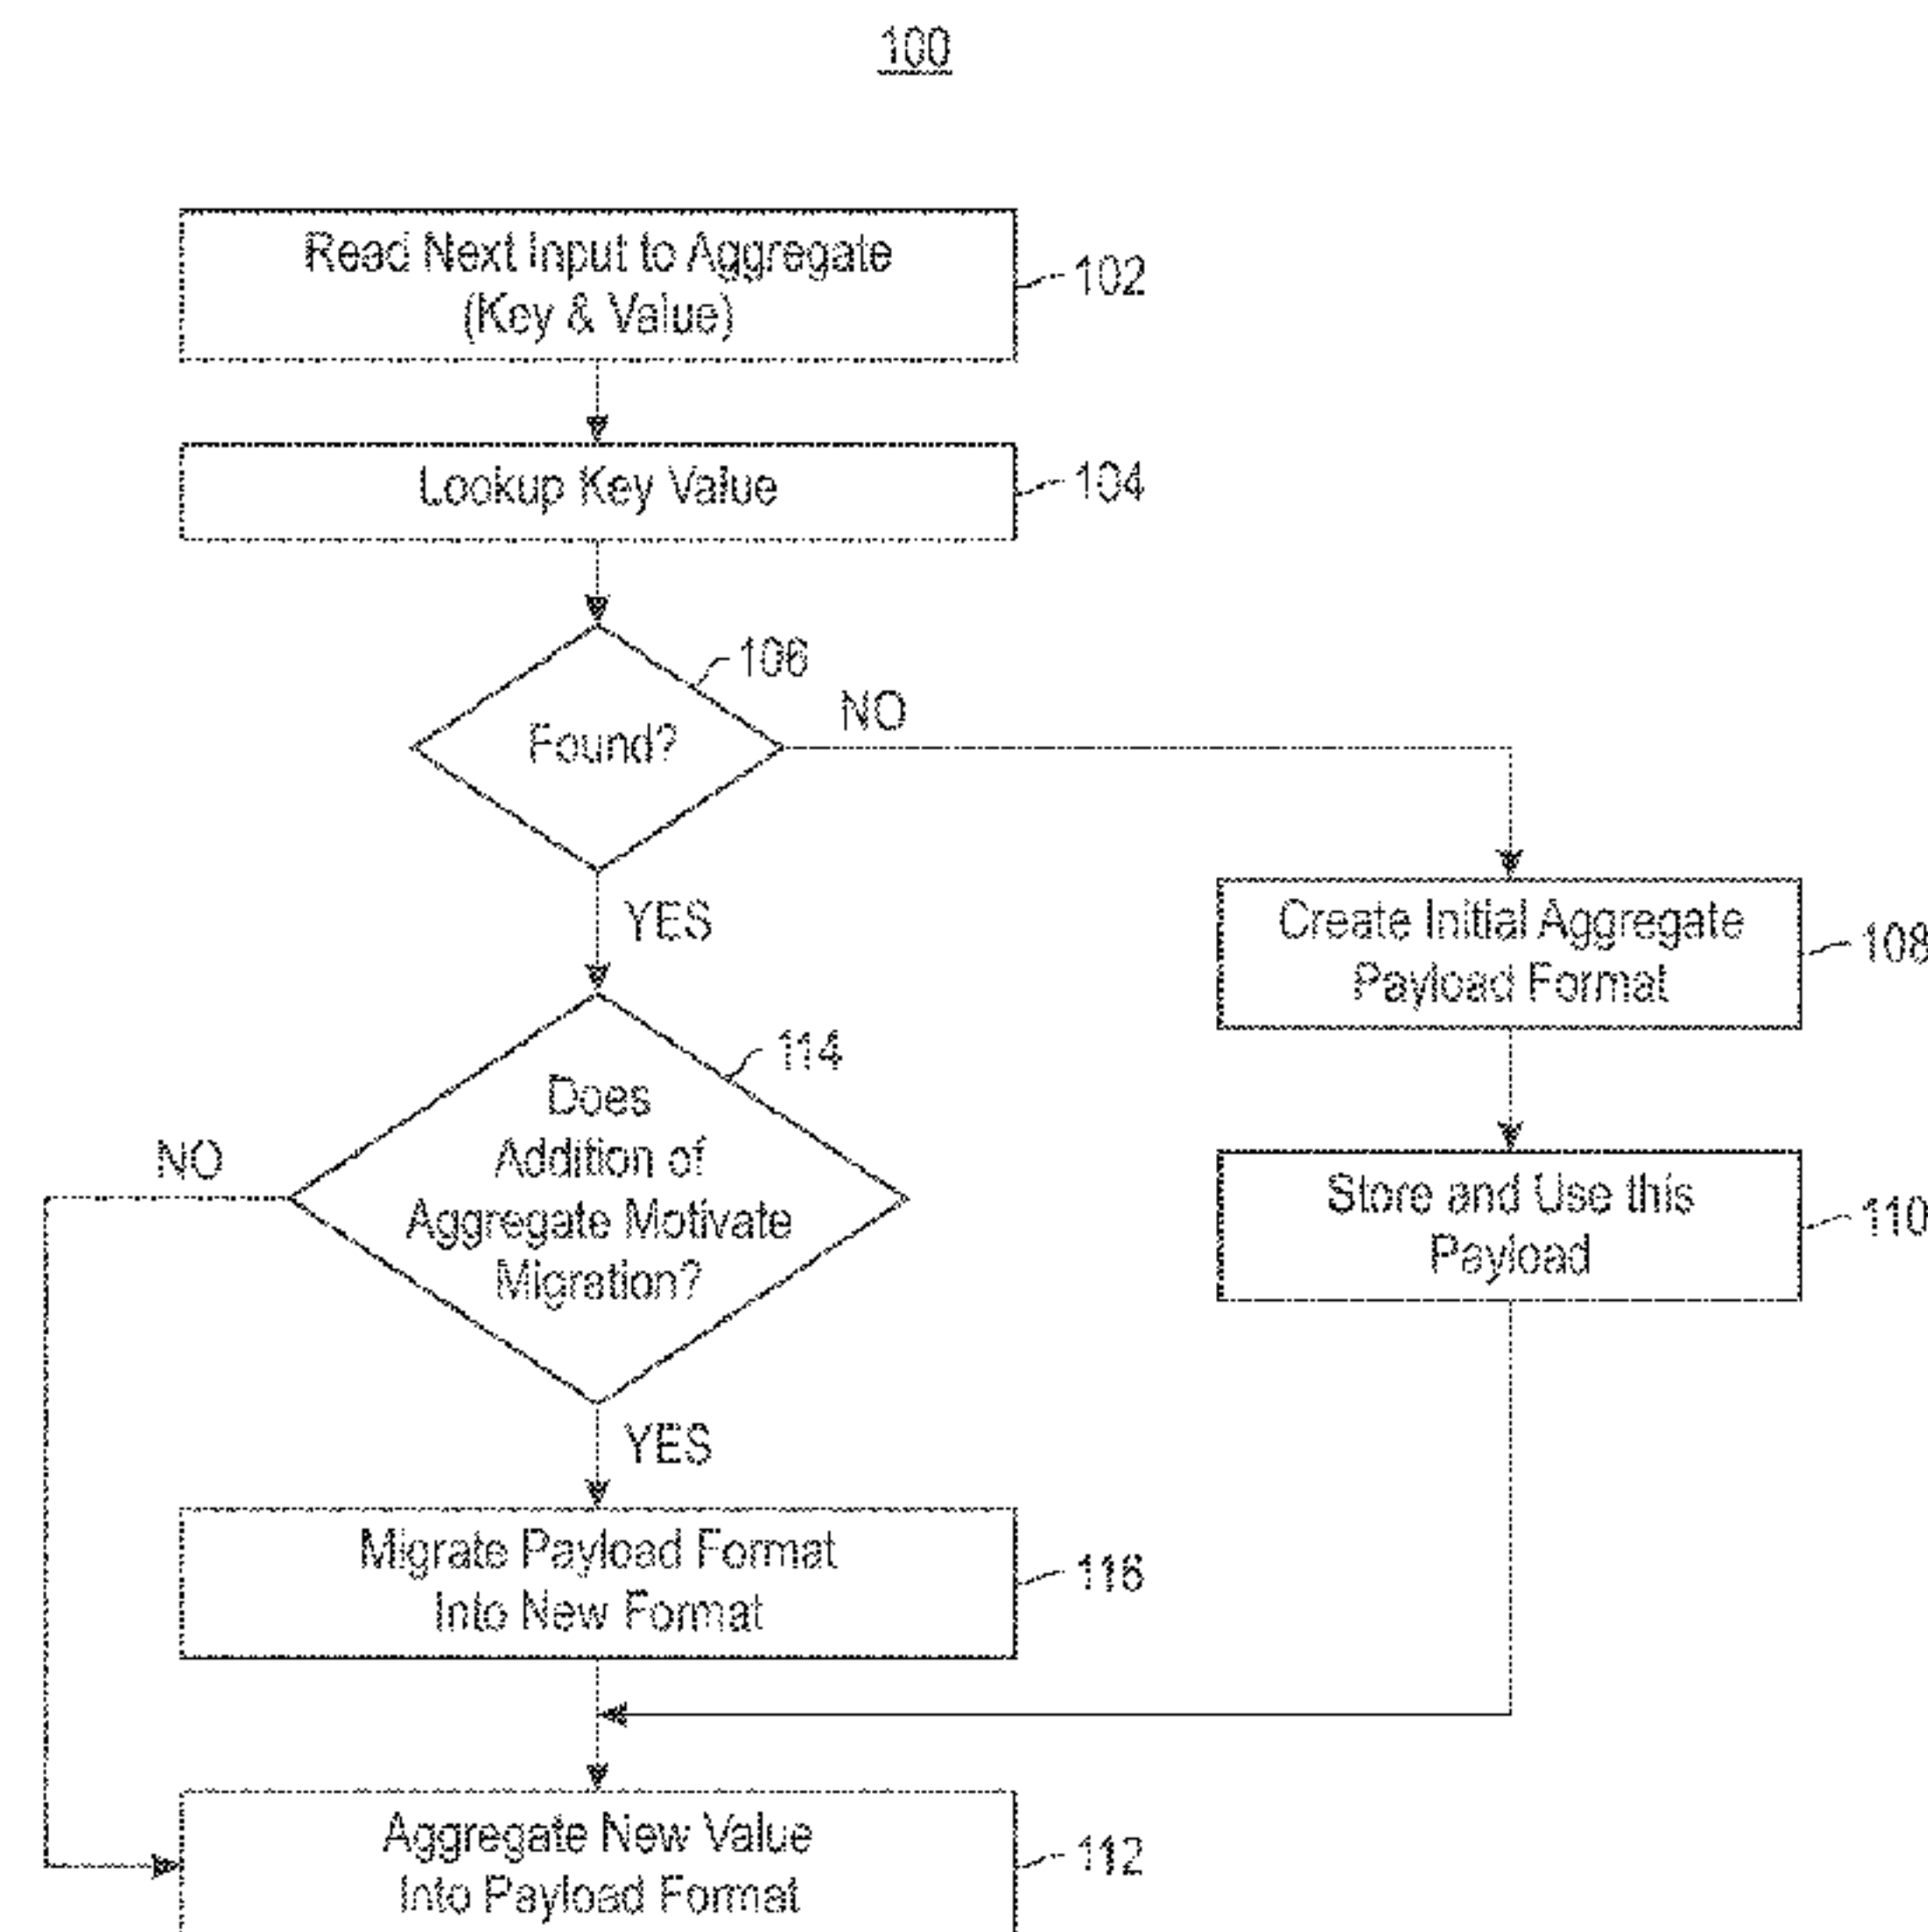 100
Read Next Input to Aggregate
(Key & Value)
102
Lookup Key Value
104
106
Found?
NO
YES
Create Initial Aggregate
Payload Format
108
114
Does
Addition of
Aggregate Motivate
Migration?
NO
Store and Use this
Payload
110
YES
Migrate Payload Format
Into New Format
116
Aggregate New Value
Into Payload Format
112